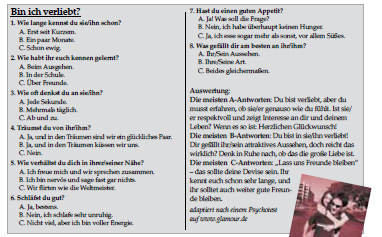 Bin ich verliebt?
1. Wie lange kennst du sie/ihn schon?
A. Erst seit Kurzem.
B. Ein paar Monate.
C. Schon ewig.
2. Wie habt ihr euch kennen gelernt?
A. Beim Ausgehen.
B. In der Schule.
C. Über Freunde.
3. Wie oft denkst du an sie/ihn?
A. Jede Sekunde.
B. Mehrmals täglich.
C. Ab und zu.
4. Träumst du von ihr/ihm?
A. Ja, und in den Träumen sind wir ein glückliches Paar.
B. Ja, und in den Träumen küssen wir uns.
C. Nein.
5. Wie verhältst du dich in ihrer/seiner Nähe?
A. Ich freue mich und wir sprechen zusammen.
B. Ich bin nervös und sage fast gar nichts.
C. Wir flirten wie die Weltmeister.
6. Schläfst du gut?
A. Ja, bestens.
B. Nein, ich schlafe sehr unruhig.
C. Nicht viel, aber ich bin voller Energie.
7. Hast du einen guten Appetit?
A. Ja! Was soll die Frage?
B. Nein, ich habe überhaupt keinen Hunger.
C. Ja, ich esse sogar mehr als sonst, vor allem Süßes.
8. Was gefällt dir am besten an ihr/ihm?
A. Ihr/Sein Aussehen.
B. Ihre/Seine Art.
C. Beides gleichermaßen.
Auswertung:
Die meisten A-Antworten: Du bist verliebt, aber du
musst erfahren, ob sie/er genauso wie du fühlt. Ist sie/
er respektvoll und zeigt Interesse an dir und deinem
Leben? Wenn es so ist: Herzlichen Glückwunsch!
Die meisten B-Antworten: Du bist in sie/ihn verliebt!
Dir gefällt ihr/sein attraktives Aussehen, doch reicht das
wirklich? Denk in Ruhe nach, ob das die große Liebe ist.
Die meisten C-Antworten: „Lass uns Freunde bleiben"
– das sollte deine Devise sein. Ihr
kennt euch schon sehr lange, und
ihr solltet auch weiter gute Freun-
de bleiben.
adaptiert nach einem Psychotest
auf www.glamour.de